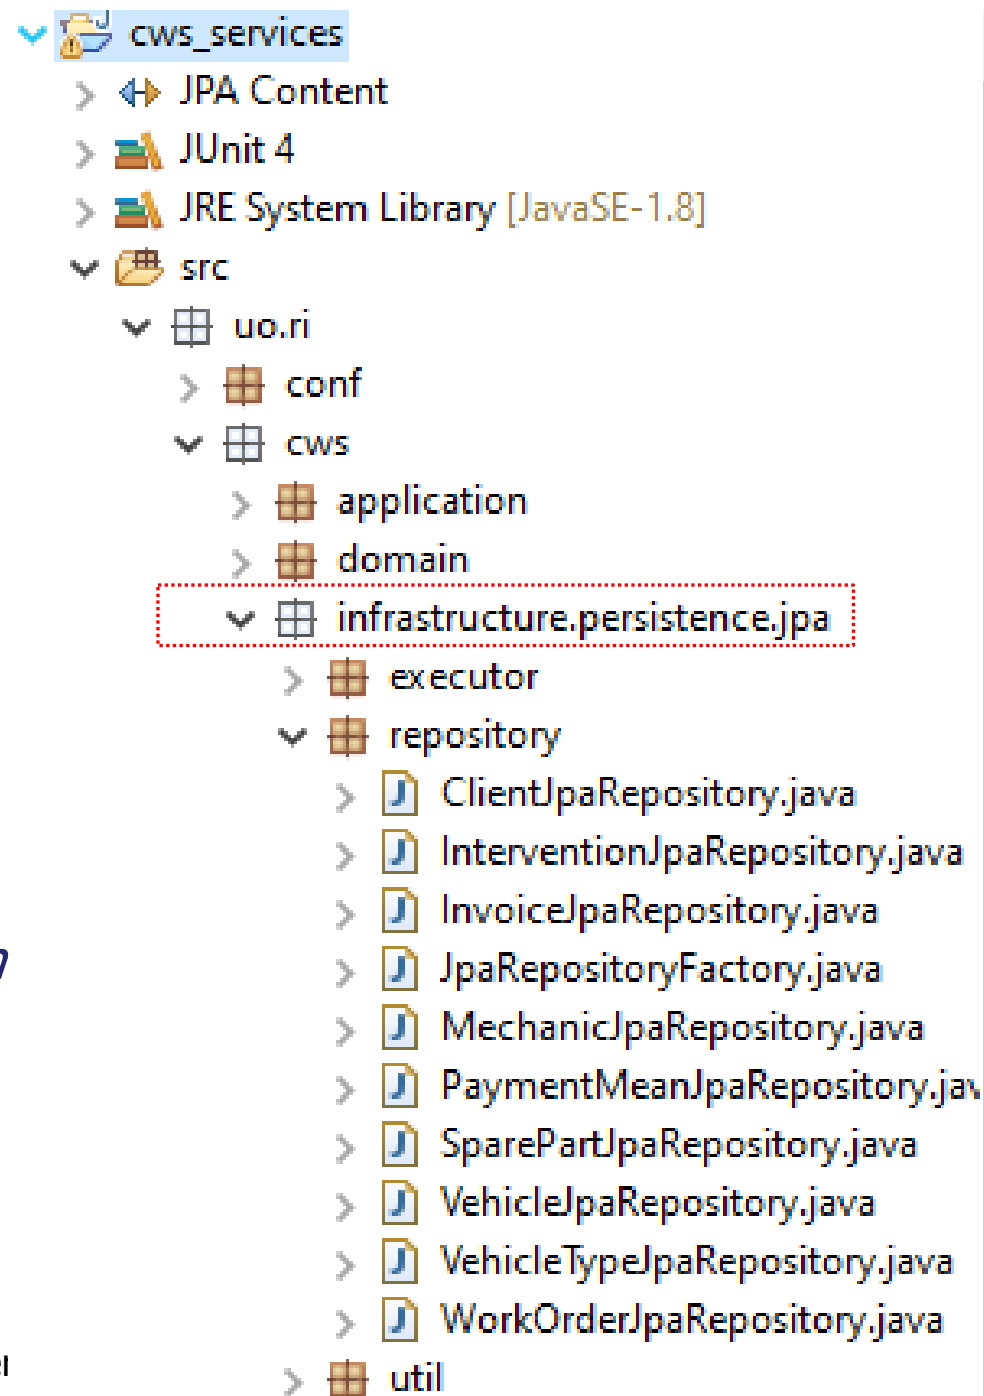 cws_services
JPA Content
JUnit 4
JRE System Library [JavaSE-1.8]
src
uo.ri
conf
cws
application
domain
infrastructure.persistence.jpa
executor
repository
ClientJpaRepository.java
InterventionJpaRepository.java
InvoiceJpaRepository.java
JpaRepositoryFactory.java
MechanicJpaRepository.java
PaymentMeanJpaRepository.jav
SparePartJpaRepository.java
VehicleJpaRepository.java
VehicleTypeJpaRepository.java
WorkOrderJpaRepository.java
util